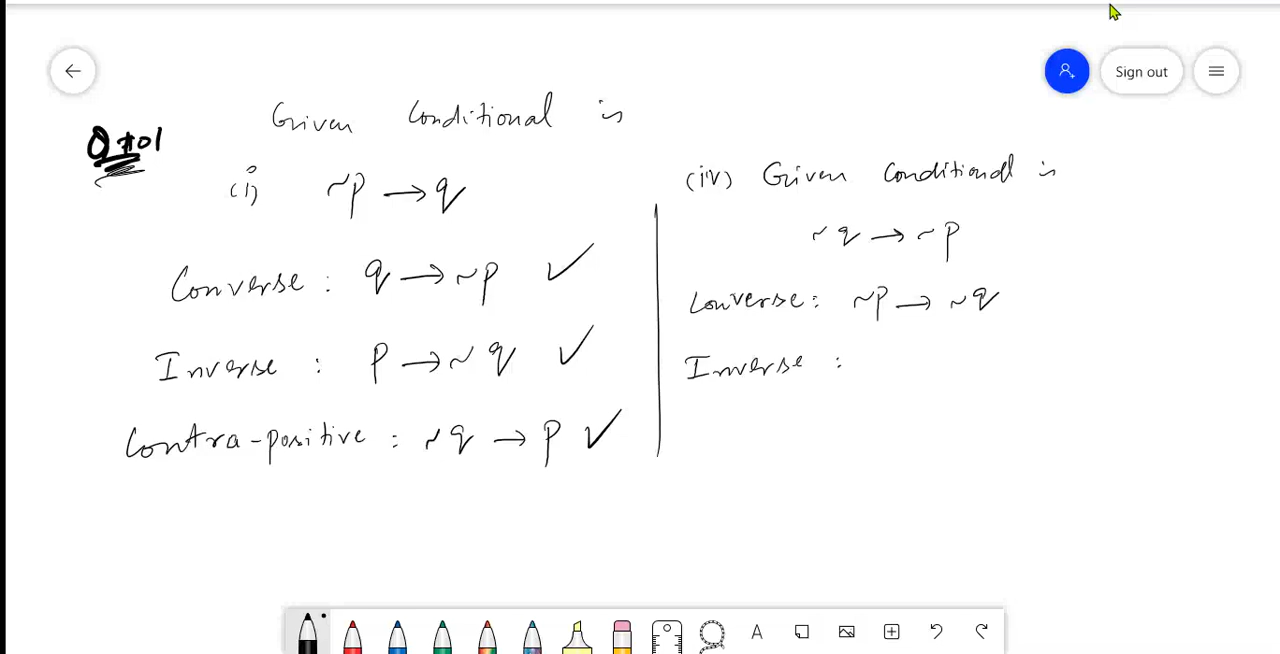 Sign out
Q # 01
Given Conditional is
(i) ~p → q
Converse : q → ~p ✓
Inverse : p → ~q ✓
Contra-positive : ~q → p ✓
(iv) Given Conditional is
~q → ~p
Converse : ~p → ~q
Inverse :
A